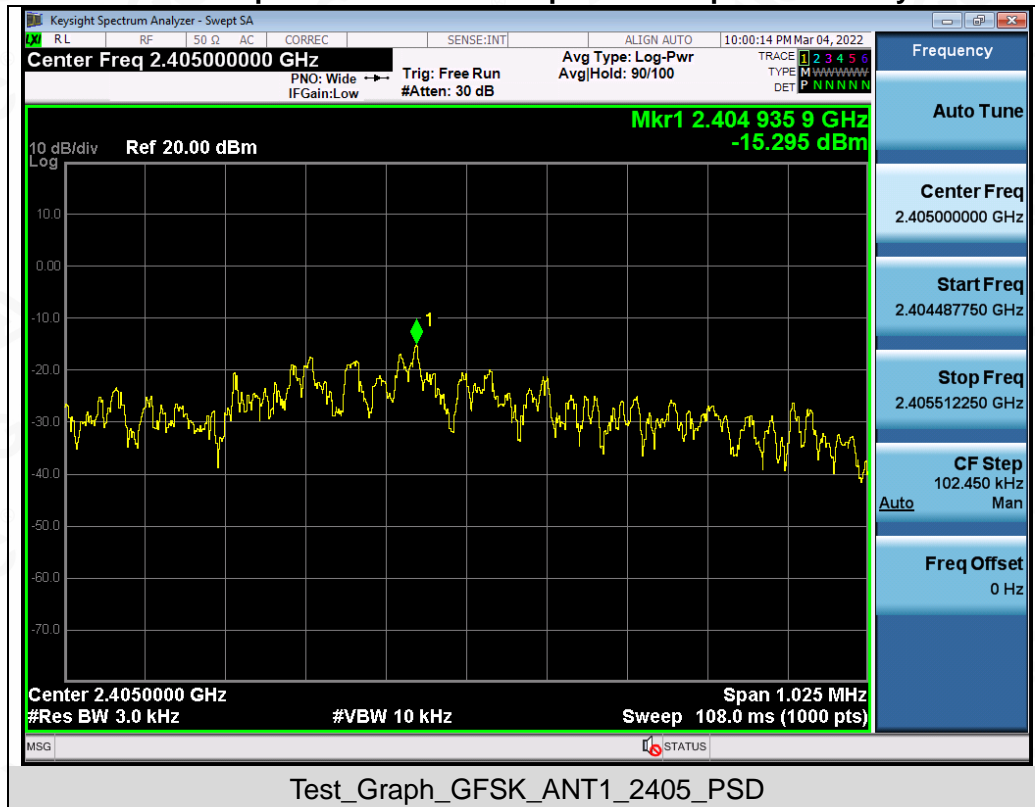 Keysight Spectrum Analyzer - Swept SA
LXI RL RF 50 Ω AC CORREC SENSE:INT ALIGN AUTO 10:00:14 PM Mar 04, 2022
Center Freq 2.405000000 GHz
PNO: Wide
IFGain:Low
Trig: Free Run
#Atten: 30 dB
Avg Type: Log-Pwr
Avg|Hold: 90/100
TRACE 1 2 3 4 5 6
TYPE M WWWWW
DET P N N N N N
Mkr1 2.404 935 9 GHz
-15.295 dBm
10 dB/div Ref 20.00 dBm
Log
10.0
0.00
-10.0
-20.0
-30.0
-40.0
-50.0
-60.0
-70.0
1
Center 2.4050000 GHz Span 1.025 MHz
#Res BW 3.0 kHz #VBW 10 kHz Sweep 108.0 ms (1000 pts)
MSG STATUS
Frequency
Auto Tune
Center Freq
2.405000000 GHz
Start Freq
2.404487750 GHz
Stop Freq
2.405512250 GHz
CF Step
102.450 kHz
Auto Man
Freq Offset
0 Hz
Test_Graph_GFSK_ANT1_2405_PSD